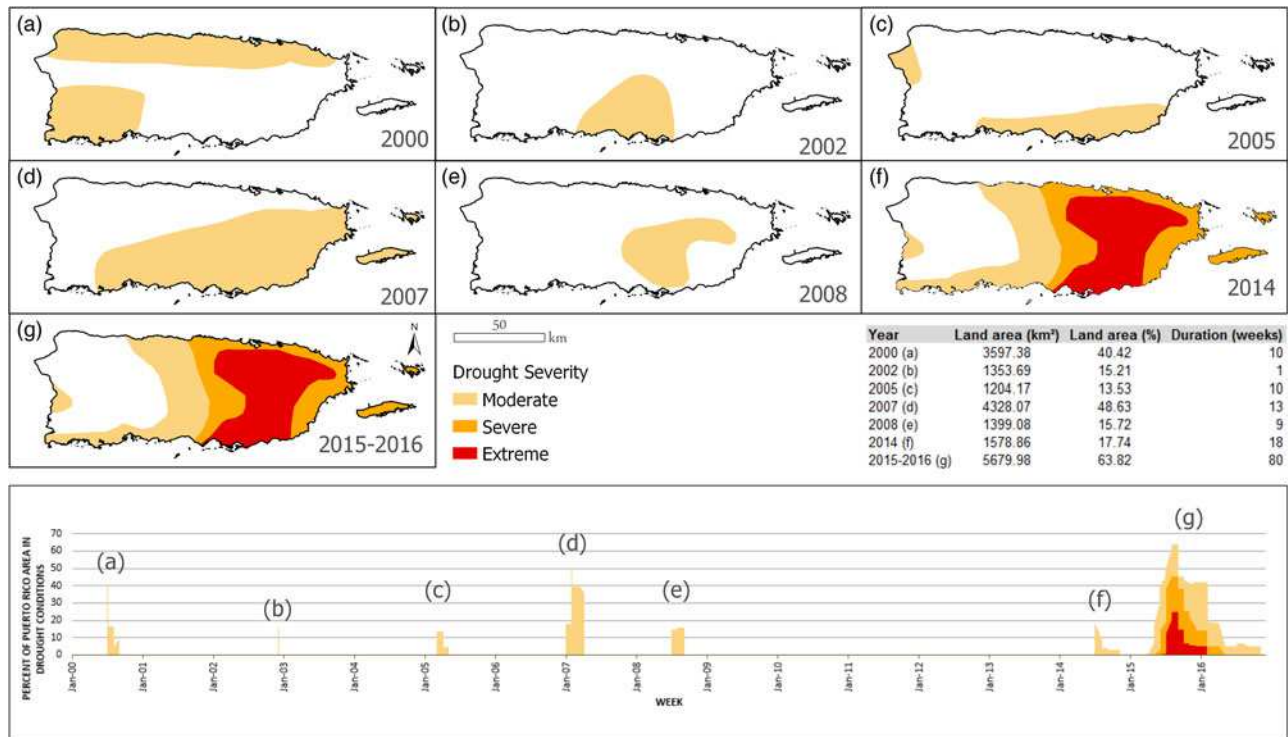 (a)
2000
(b)
2002
(c)
2005
(d)
2007
(e)
2008
(f)
2014
(g)
N
2015-2016
50
km
Drought Severity
Moderate
Severe
Extreme
Year Land area (km²) Land area (%) Duration (weeks)
2000 (a) 3597.38 40.42 10
2002 (b) 1353.69 15.21 1
2005 (c) 1204.17 13.53 10
2007 (d) 4328.07 48.63 13
2008 (e) 1399.08 15.72 9
2014 (f) 1578.86 17.74 18
2015-2016 (g) 5679.98 63.82 80
PERCENT OF PUERTO RICO AREA IN
DROUGHT CONDITIONS
70
60
50
40
30
20
10
0
(a)
(b)
(c)
(d)
(e)
(f)
(g)
Jan-00
Jan-01
Jan-02
Jan-03
Jan-04
Jan-05
Jan-06
Jan-07
Jan-08
Jan-09
Jan-10
Jan-11
Jan-12
Jan-13
Jan-14
Jan-15
Jan-16
WEEK